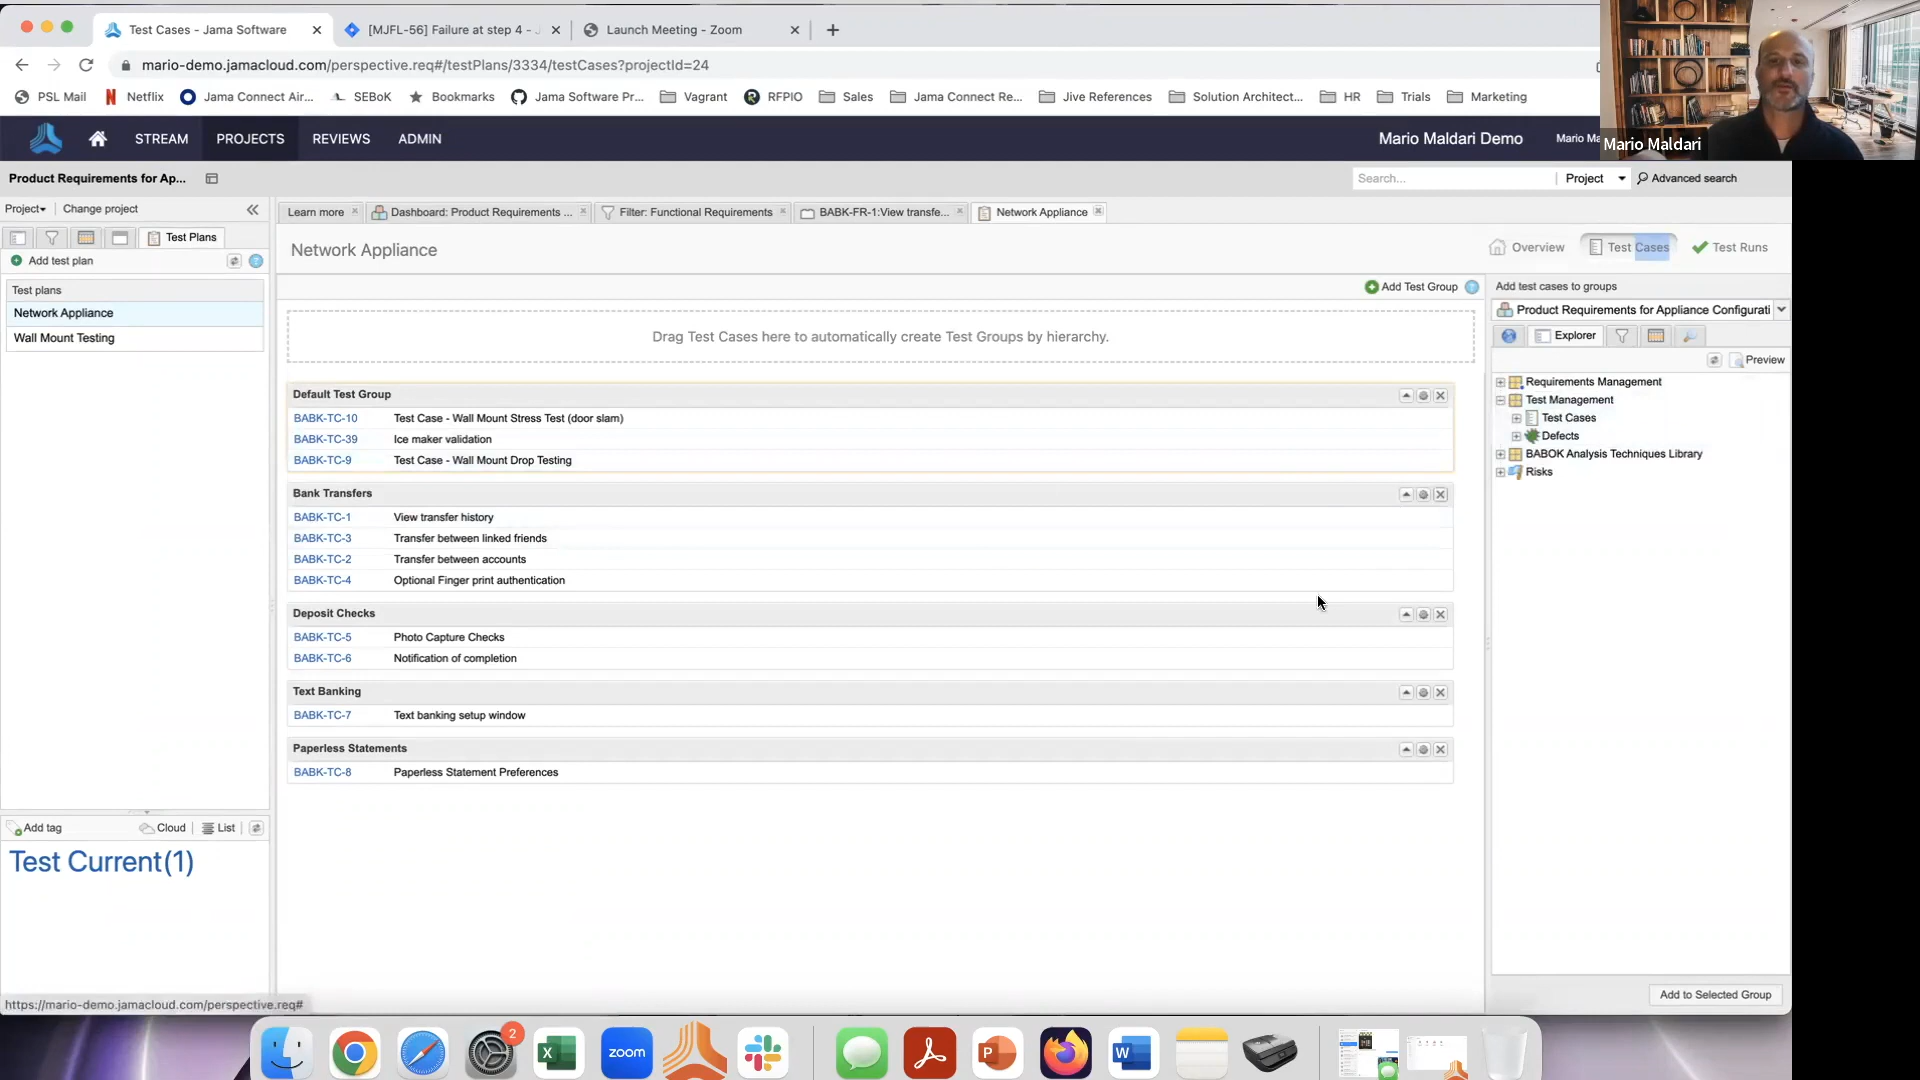 Test Cases - Jama Software
[MJFL-56] Failure at step 4 -
Launch Meeting - Zoom
mario-demo.jamacloud.com/perspective.req#/testPlans/3334/testCases?projectId=24
PSL Mail
Netflix
Jama Connect Air...
SEBoK
Bookmarks
Jama Software Pr...
Vagrant
RFPIO
Sales
Jama Connect Re...
Jive References
Solution Architect...
HR
Trials
Marketing
STREAM
PROJECTS
REVIEWS
ADMIN
Mario Maldari Demo
Mario Ma
Mario Maldari
Product Requirements for Ap...
Search...
Project
Advanced search
Project
Change project
Learn more
Dashboard: Product Requirements ...
Filter: Functional Requirements
BABK-FR-1:View transfe...
Network Appliance
Test Plans
Add test plan
Test plans
Network Appliance
Wall Mount Testing
Network Appliance
Overview
Test Cases
Test Runs
Add Test Group
Drag Test Cases here to automatically create Test Groups by hierarchy.
Default Test Group
BABK-TC-10 Test Case - Wall Mount Stress Test (door slam)
BABK-TC-39 Ice maker validation
BABK-TC-9 Test Case - Wall Mount Drop Testing
Bank Transfers
BABK-TC-1 View transfer history
BABK-TC-3 Transfer between linked friends
BABK-TC-2 Transfer between accounts
BABK-TC-4 Optional Finger print authentication
Deposit Checks
BABK-TC-5 Photo Capture Checks
BABK-TC-6 Notification of completion
Text Banking
BABK-TC-7 Text banking setup window
Paperless Statements
BABK-TC-8 Paperless Statement Preferences
Add test cases to groups
Product Requirements for Appliance Configurati
Explorer
Preview
Requirements Management
Test Management
Test Cases
Defects
BABOK Analysis Techniques Library
Risks
Add to Selected Group
Add tag
Cloud
List
Test Current(1)
https://mario-demo.jamacloud.com/perspective.req#
2
zoom